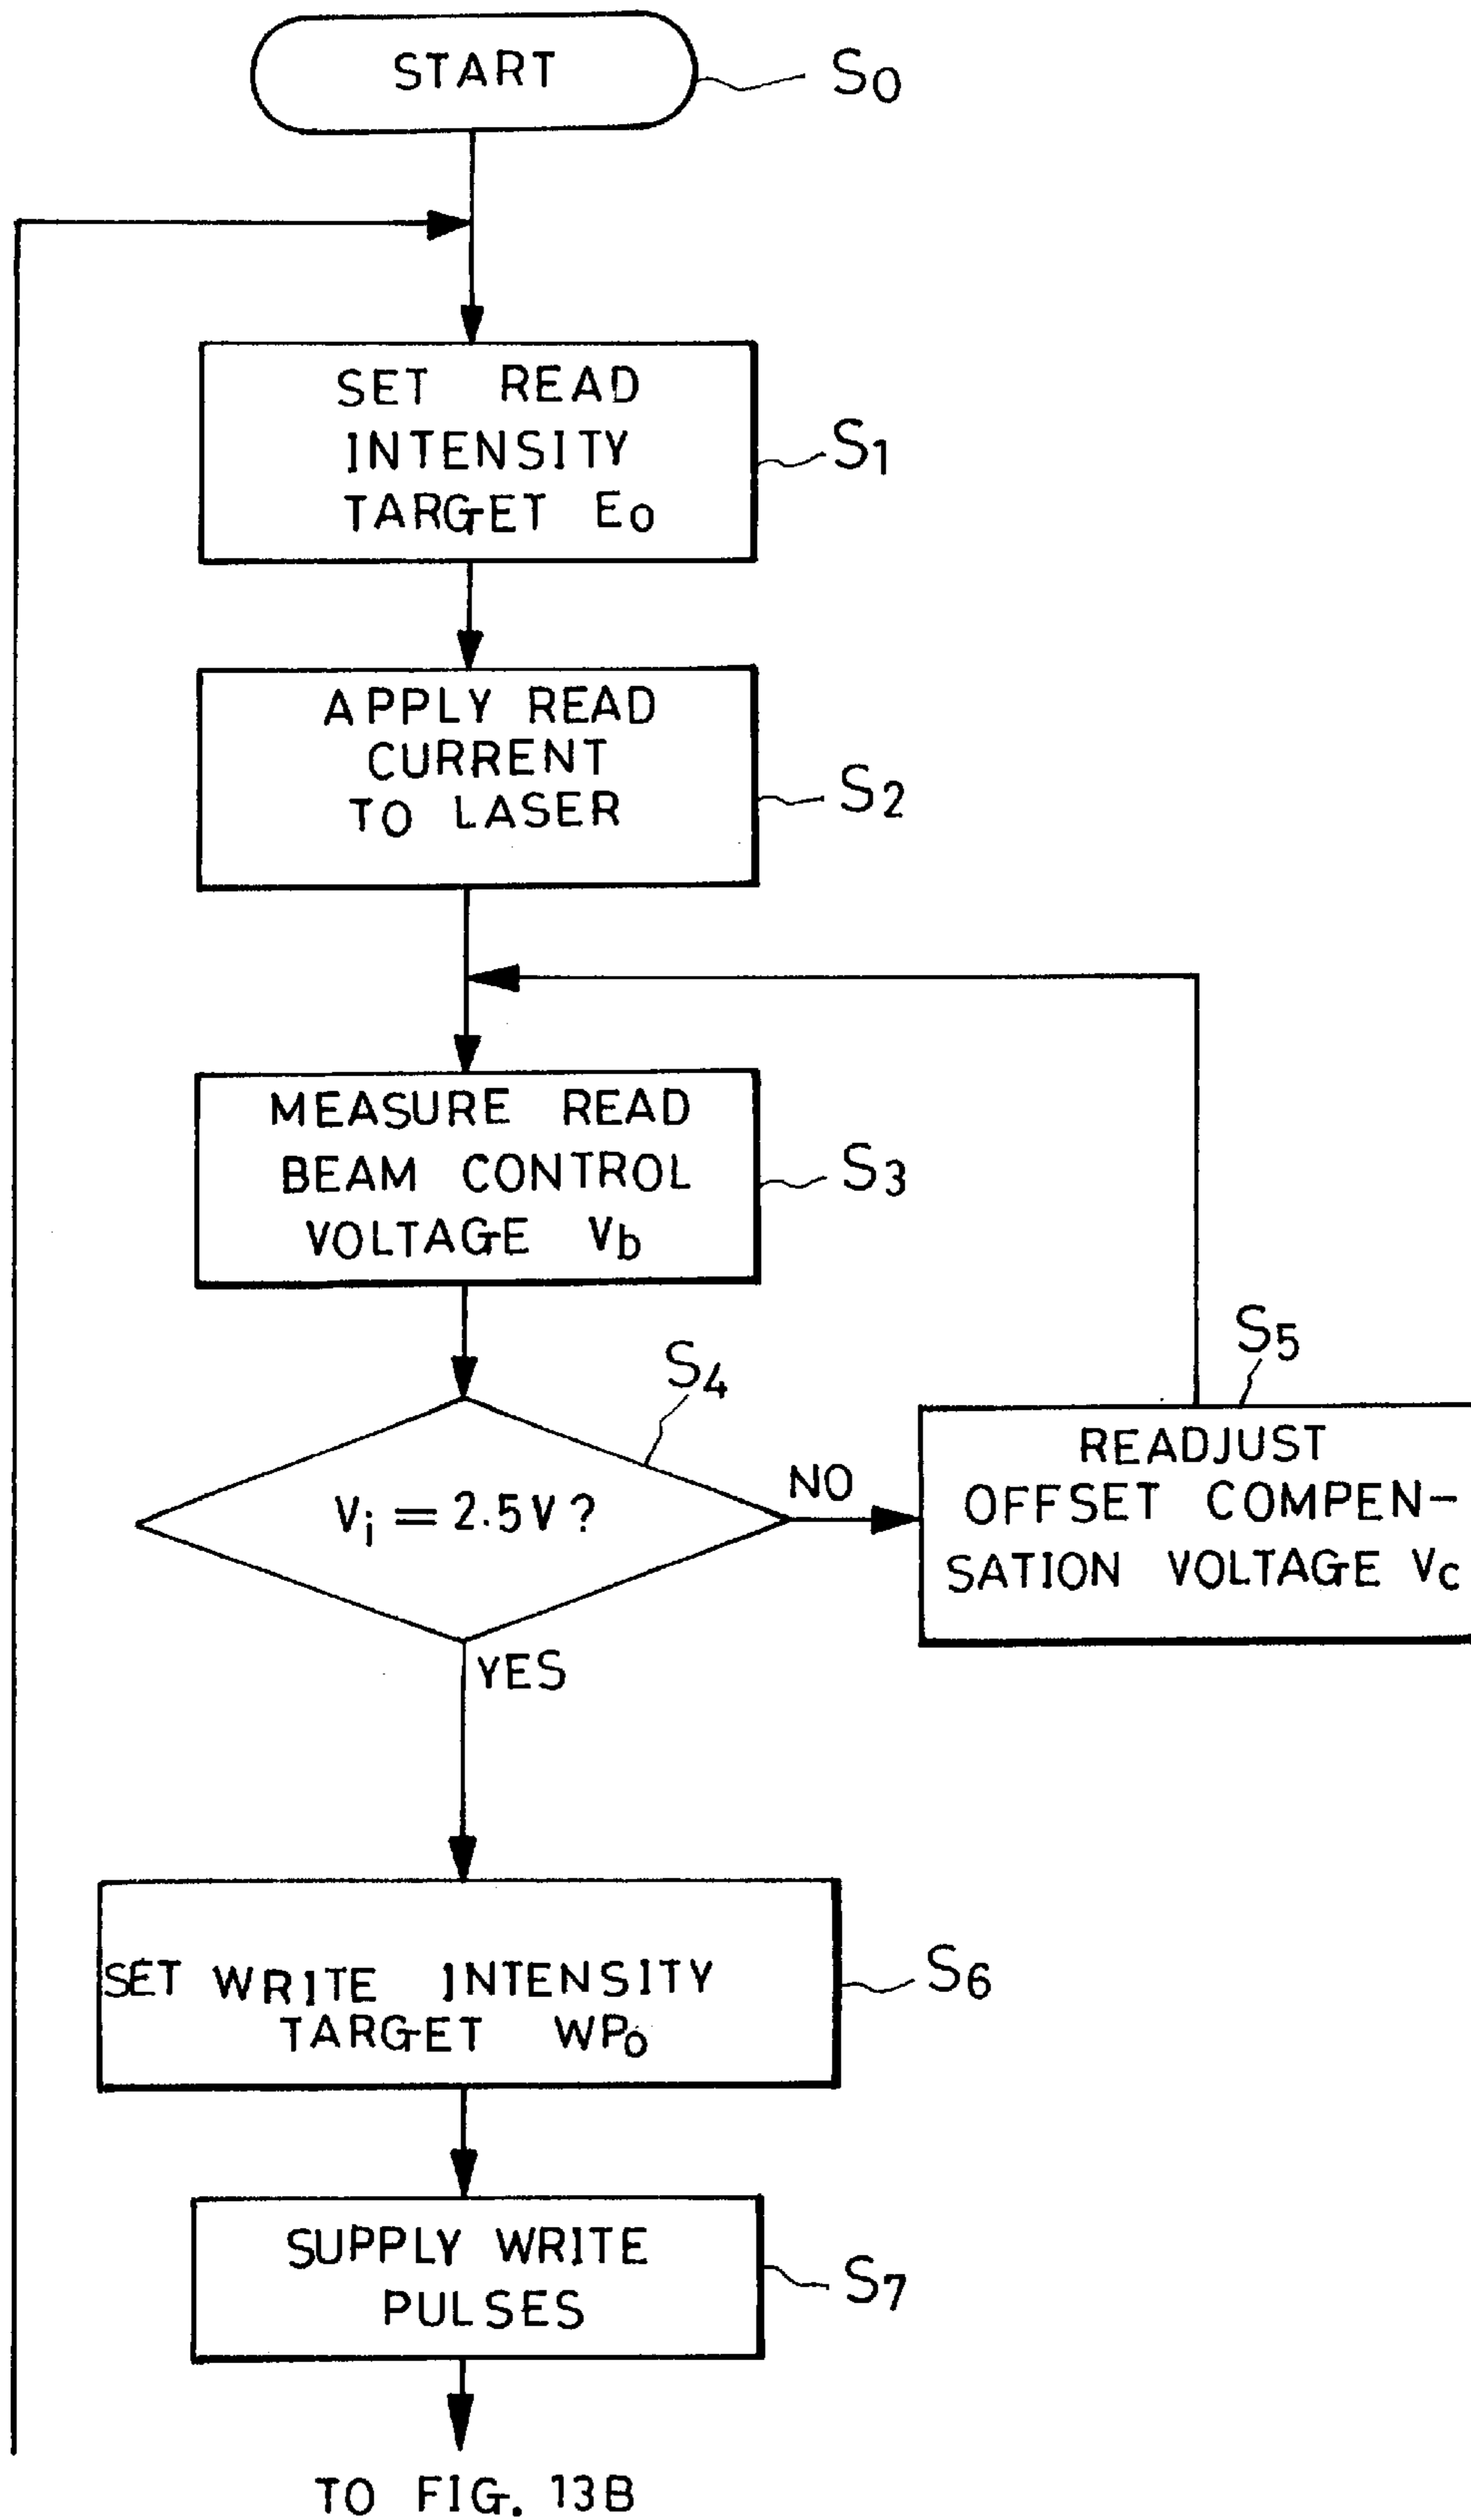 START
S0
SET READ
INTENSITY
TARGET E0
S1
APPLY READ
CURRENT
TO LASER
S2
MEASURE READ
BEAM CONTROL
VOLTAGE Vb
S3
S4
Vi = 2.5V?
NO
S5
READJUST
OFFSET COMPEN-
SATION VOLTAGE Vc
YES
SET WRITE INTENSITY
TARGET WP0
S6
SUPPLY WRITE
PULSES
S7
TO FIG. 13B